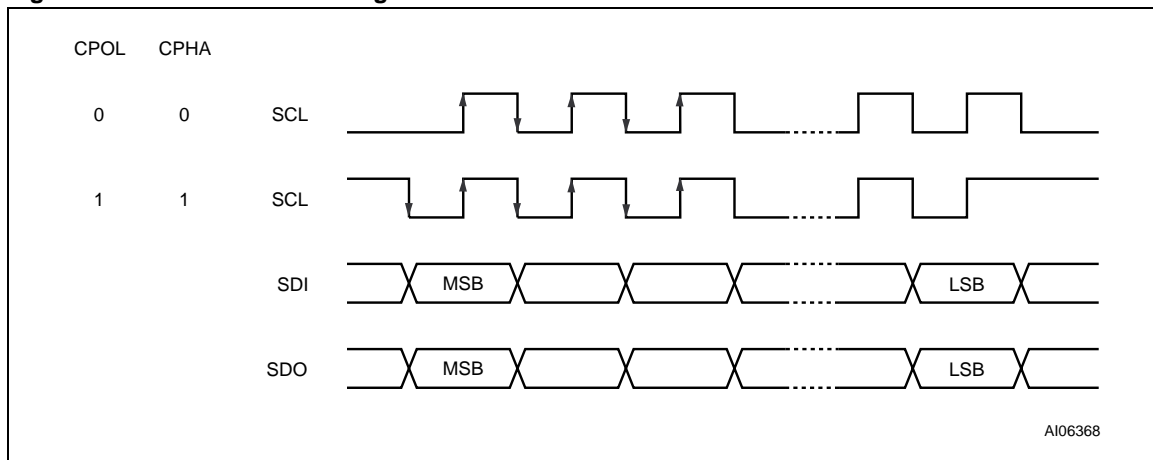 CPOL CPHA
0 0 SCL
1 1 SCL
SDI MSB LSB
SDO MSB LSB
AI06368